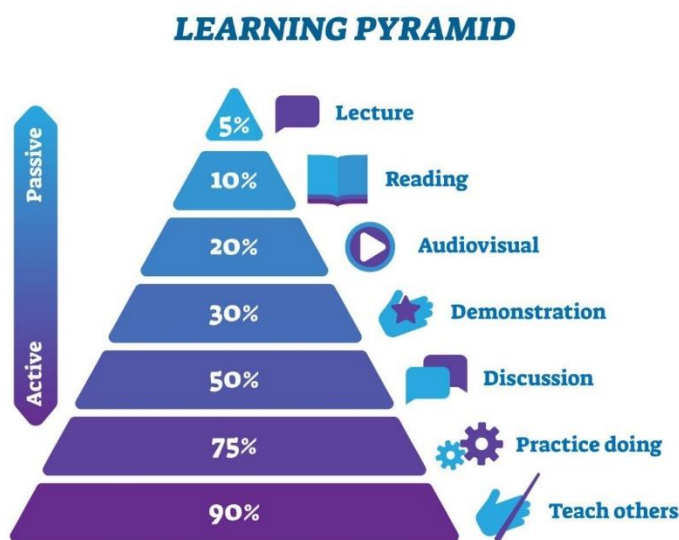 LEARNING PYRAMID
Passive
Active
5%
Lecture
10%
Reading
20%
Audiovisual
30%
Demonstration
50%
Discussion
75%
Practice doing
90%
Teach others